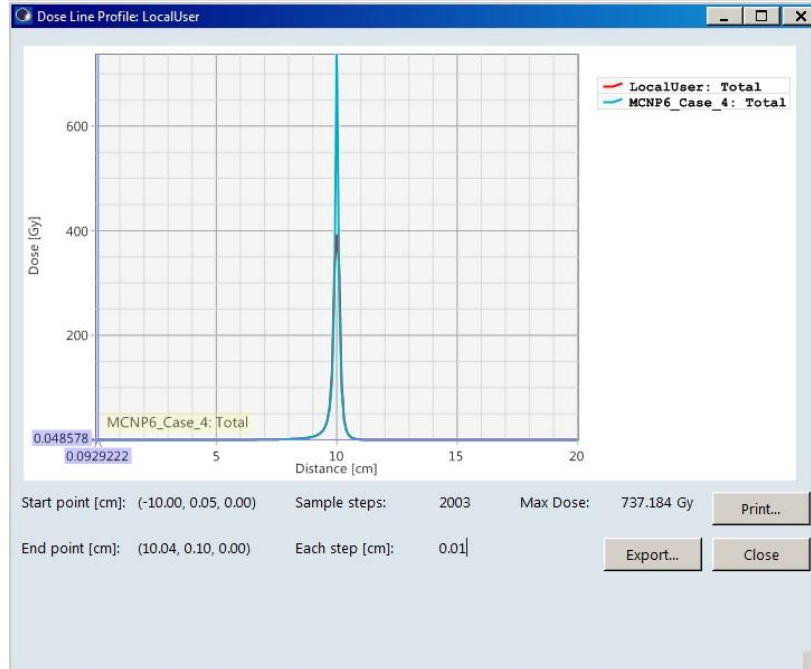 Dose Line Profile: LocalUser
LocalUser: Total
MCNP6_Case_4: Total
600
400
200
Dose [Gy]
MCNP6_Case_4: Total
0.048578
0.0929222
5
10
15
20
Distance [cm]
Start point [cm]: (-10.00, 0.05, 0.00) Sample steps: 2003 Max Dose: 737.184 Gy Print...
End point [cm]: (10.04, 0.10, 0.00) Each step [cm]: 0.01 Export... Close